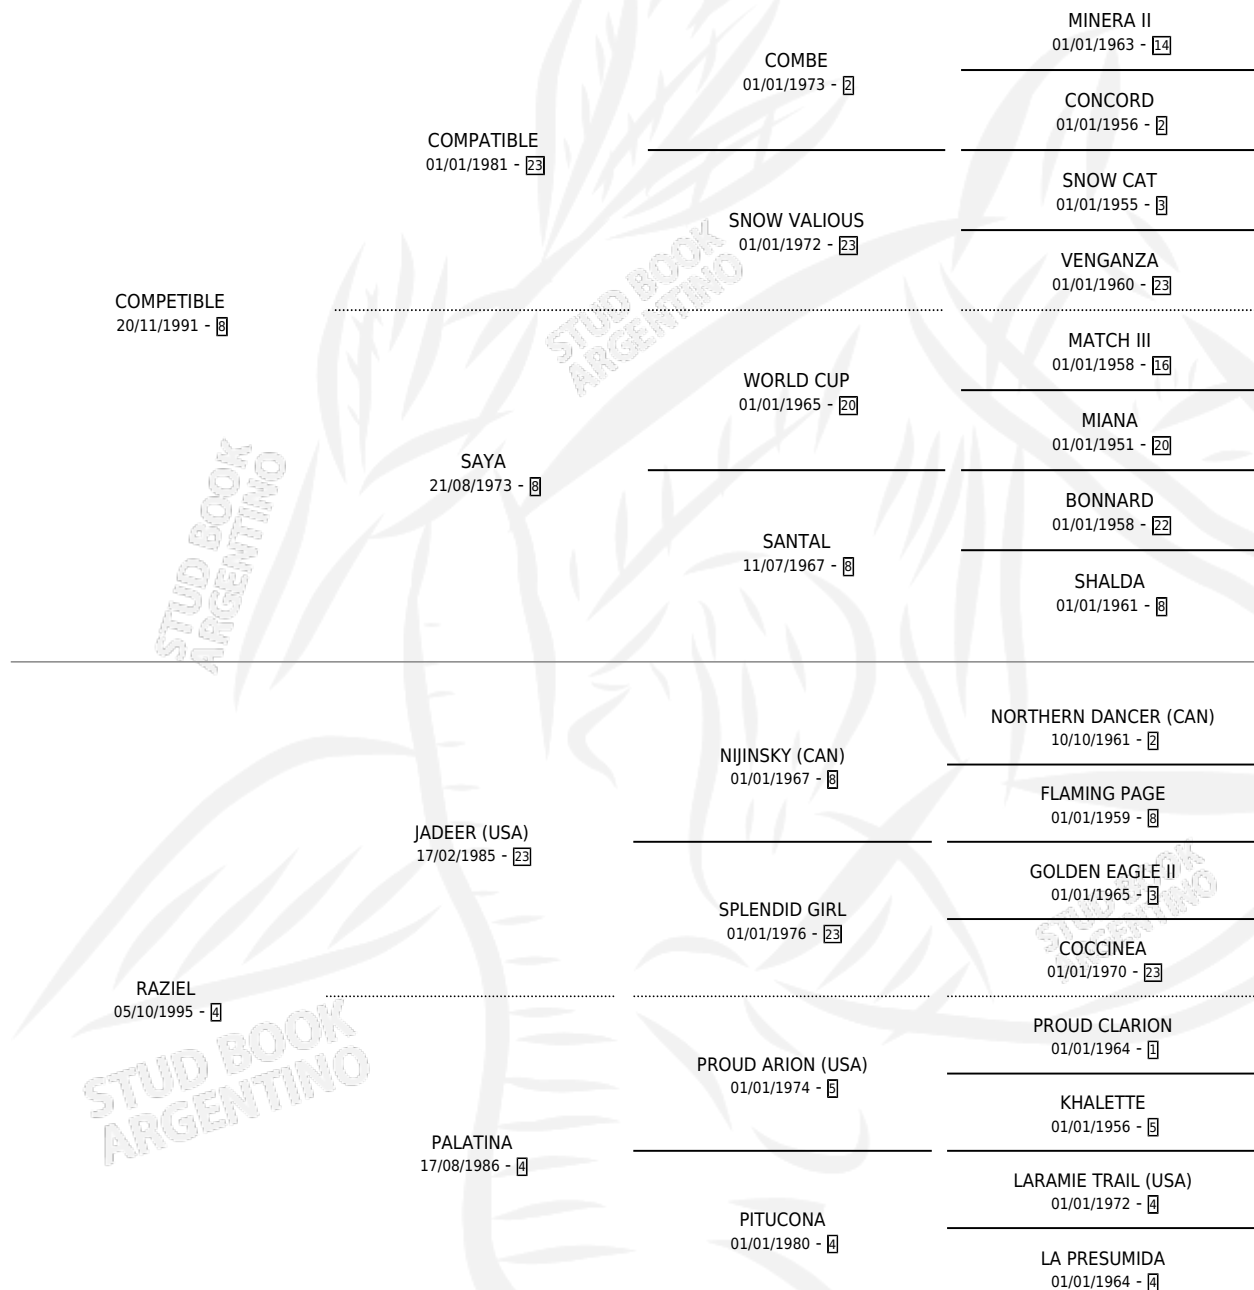 MINERA II
01/01/1963 - 14
COMBE
01/01/1973 - 2
CONCORD
01/01/1956 - 2
COMPATIBLE
01/01/1981 - 23
SNOW CAT
01/01/1955 - 3
SNOW VALIOUS
01/01/1972 - 23
VENGANZA
01/01/1960 - 23
COMPETIBLE
20/11/1991 - 8
MATCH III
01/01/1958 - 16
WORLD CUP
01/01/1965 - 20
MIANA
01/01/1951 - 20
SAYA
21/08/1973 - 8
BONNARD
01/01/1958 - 22
SANTAL
11/07/1967 - 8
SHALDA
01/01/1961 - 8
NORTHERN DANCER (CAN)
10/10/1961 - 2
NIJINSKY (CAN)
01/01/1967 - 8
FLAMING PAGE
01/01/1959 - 8
JADEER (USA)
17/02/1985 - 23
GOLDEN EAGLE II
01/01/1965 - 3
SPLENDID GIRL
01/01/1976 - 23
COCCINEA
01/01/1970 - 23
RAZIEL
05/10/1995 - 4
PROUD CLARION
01/01/1964 - 1
PROUD ARION (USA)
01/01/1974 - 5
KHALETTE
01/01/1956 - 5
PALATINA
17/08/1986 - 4
LARAMIE TRAIL (USA)
01/01/1972 - 4
PITUCONA
01/01/1980 - 4
LA PRESUMIDA
01/01/1964 - 4
STUD BOOK
ARGENTINO
STUD BOOK
ARGENTINO
STUD BOOK
ARGENTINO
STUD BOOK
ARGENTINO